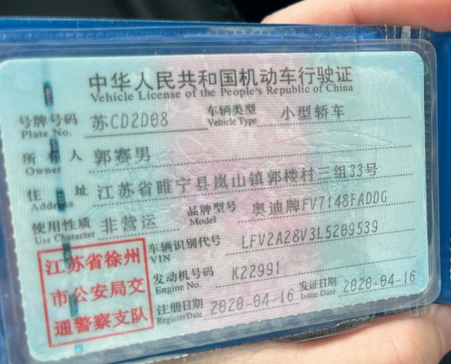 中华人民共和国机动车行驶证
Vehicle License of the People's Republic of China
号牌号码 苏CD2D08 车辆类型 小型轿车
Plate No. Vehicle Type
所有人 郭赛男
Owner
住址 江苏省睢宁县岚山镇郭楼村三组33号
Address
使用性质 非营运 品牌型号 奥迪牌FV7148FADDG
Use Character Model
江苏省徐州
市公安局交
通警察支队
车辆识别代号 LFV2A28V3L5209539
VIN
发动机号码 K22991
Engine No.
注册日期 2020-04-16 发证日期 2020-04-16
Register Date Issue Date